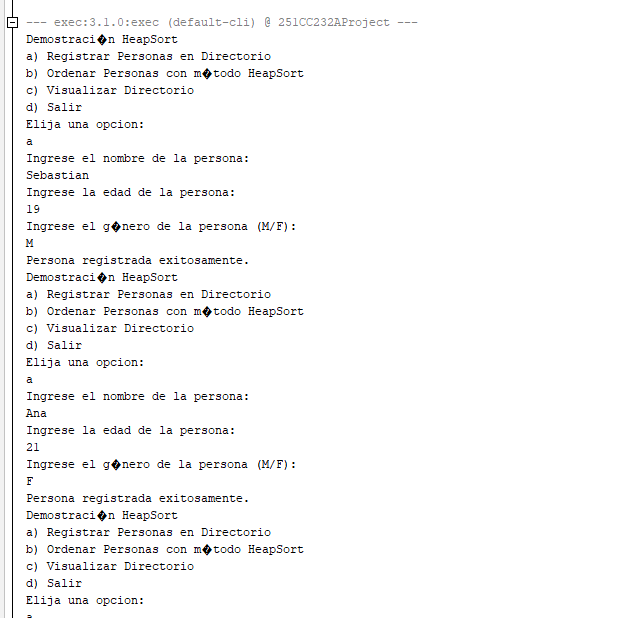 --- exec:3.1.0:exec (default-cli) @ 251CC232AProject ---
Demostraci�n HeapSort
a) Registrar Personas en Directorio
b) Ordenar Personas con m�todo HeapSort
c) Visualizar Directorio
d) Salir
Elija una opcion:
a
Ingrese el nombre de la persona:
Sebastian
Ingrese la edad de la persona:
19
Ingrese el g�nero de la persona (M/F):
M
Persona registrada exitosamente.
Demostraci�n HeapSort
a) Registrar Personas en Directorio
b) Ordenar Personas con m�todo HeapSort
c) Visualizar Directorio
d) Salir
Elija una opcion:
a
Ingrese el nombre de la persona:
Ana
Ingrese la edad de la persona:
21
Ingrese el g�nero de la persona (M/F):
F
Persona registrada exitosamente.
Demostraci�n HeapSort
a) Registrar Personas en Directorio
b) Ordenar Personas con m�todo HeapSort
c) Visualizar Directorio
d) Salir
Elija una opcion:
a